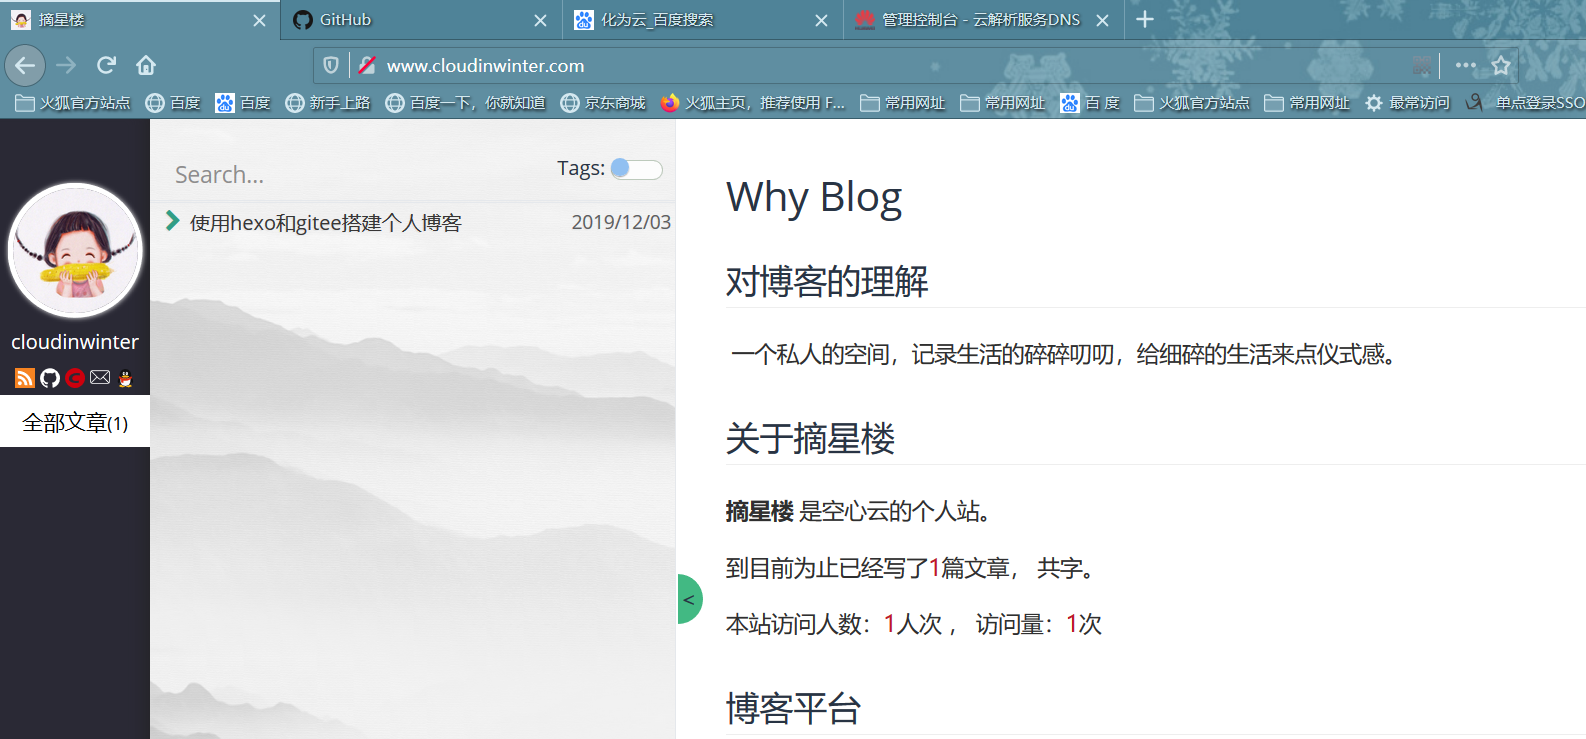 摘星楼
GitHub
化为云_百度搜索
管理控制台 - 云解析服务DNS
www.cloudinwinter.com
火狐官方站点 百度 百度 新手上路 百度一下，你就知道 京东商城 火狐主页，推荐使用 F... 常用网址 常用网址 百 度 火狐官方站点 常用网址 最常访问 单点登录SSO
cloudinwinter
全部文章(1)
Search...
Tags:
使用hexo和gitee搭建个人博客 2019/12/03
<
Why Blog
对博客的理解
一个私人的空间，记录生活的碎碎叨叨，给细碎的生活来点仪式感。
关于摘星楼
摘星楼 是空心云的个人站。
到目前为止已经写了1篇文章， 共字。
本站访问人数：1人次 ， 访问量：1次
博客平台